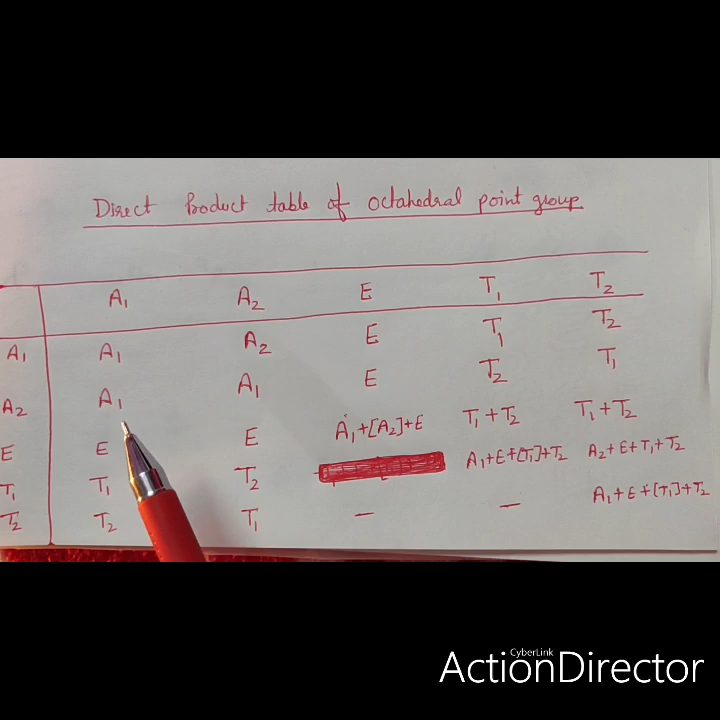 Direct Product table of octahedral point group
A₁ A₂ E T₁ T₂
A₁ A₁ A₂ E T₁ T₂
A₂ A₁ A₁ E T₂ T₁
E E E A₁+[A₂]+E T₁+T₂ T₁+T₂
T₁ T₁ T₂ A₁+E+[T₁]+T₂ A₂+E+T₁+T₂
T₂ T₂ T₁ — — A₁+E+[T₁]+T₂
CyberLink
ActionDirector